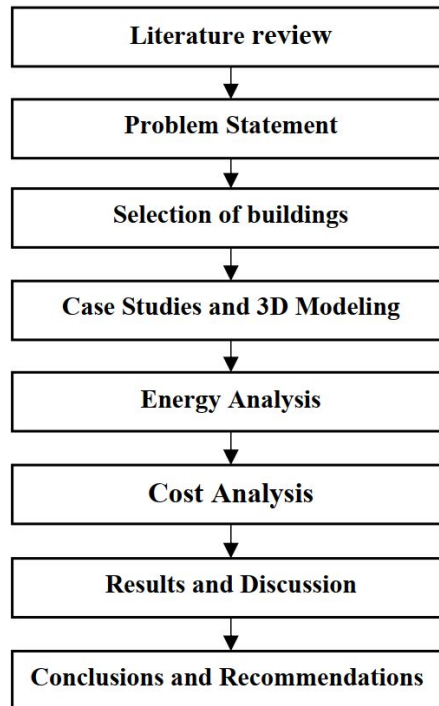 Literature review
Problem Statement
Selection of buildings
Case Studies and 3D Modeling
Energy Analysis
Cost Analysis
Results and Discussion
Conclusions and Recommendations